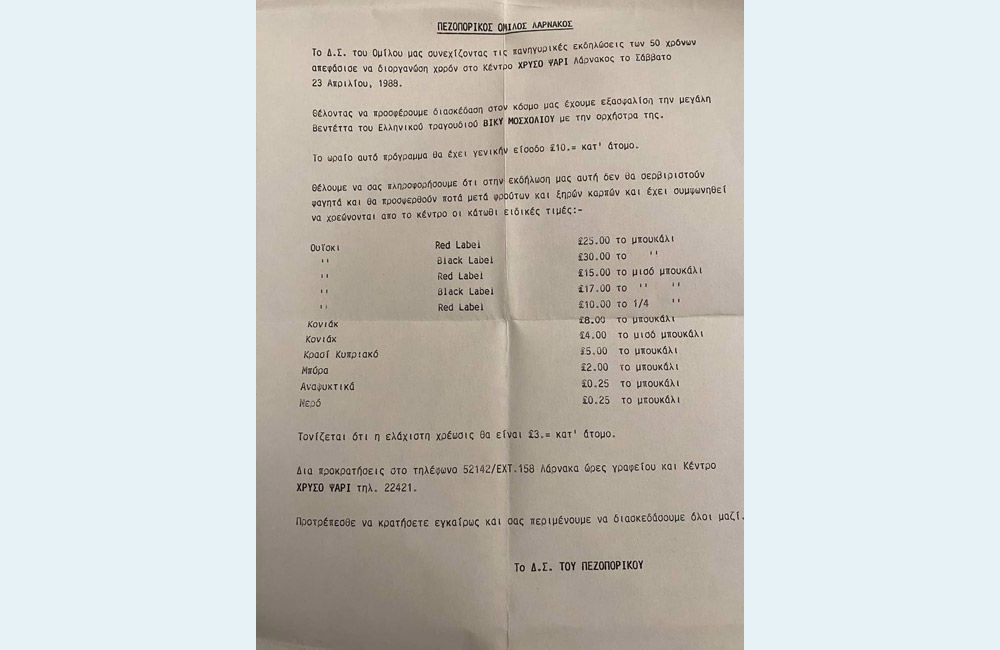 ΠΕΖΟΠΟΡΙΚΟΣ ΟΜΙΛΟΣ ΛΑΡΝΑΚΟΣ
Το Δ.Σ. του Ομίλου μας συνεχίζοντας τις πανηγυρικές εκδηλώσεις των 50 χρόνων
απεφάσισε να διοργανώση χορόν στο Κέντρο ΧΡΥΣΟ ΨΑΡΙ Λάρνακος το Σάββατο
23 Απριλίου, 1988.
Θέλοντας να προσφέρουμε διασκέδαση στον κόσμο μας έχουμε εξασφαλίση την μεγάλη
Βεντέττα του Ελληνικού τραγουδιού ΒΙΚΥ ΜΟΣΧΟΛΙΟΥ με την ορχήστρα της.
Το ωραίο αυτό πρόγραμμα θα έχει γενικήν είσοδο £10.= κατ' άτομο.
Θέλουμε να σας πληροφορήσουμε ότι στην εκδήλωση μας αυτή δεν θα σερβιριστούν
φαγητά και θα προσφερθούν ποτά μετά φρούτων και ξηρών καρπών και έχει συμφωνηθεί
να χρεώνονται απο το κέντρο οι κάτωθι ειδικές τιμές:-
Ουΐσκι Red Label £25.00 το μπουκάλι
'' Black Label £30.00 το ''
'' Red Label £15.00 το μισό μπουκάλι
'' Black Label £17.00 το '' ''
'' Red Label £10.00 το 1/4 ''
Κονιάκ £8.00 το μπουκάλι
Κονιάκ £4.00 το μισό μπουκάλι
Κρασί Κυπριακό £5.00 το μπουκάλι
Μπύρα £2.00 το μπουκάλι
Αναψυκτικά £0.25 το μπουκάλι
Νερό £0.25 το μπουκάλι
Τονίζεται ότι η ελάχιστη χρέωσις θα είναι £3.= κατ' άτομο.
Δια προκρατήσεις στο τηλέφωνο 52142/EXT.158 Λάρνακα ώρες γραφείου και Κέντρο
ΧΡΥΣΟ ΨΑΡΙ τηλ. 22421.
Προτρέπεσθε να κρατήσετε εγκαίρως και σας περιμένουμε να διασκεδάσουμε όλοι μαζί.
Το Δ.Σ. ΤΟΥ ΠΕΖΟΠΟΡΙΚΟΥ